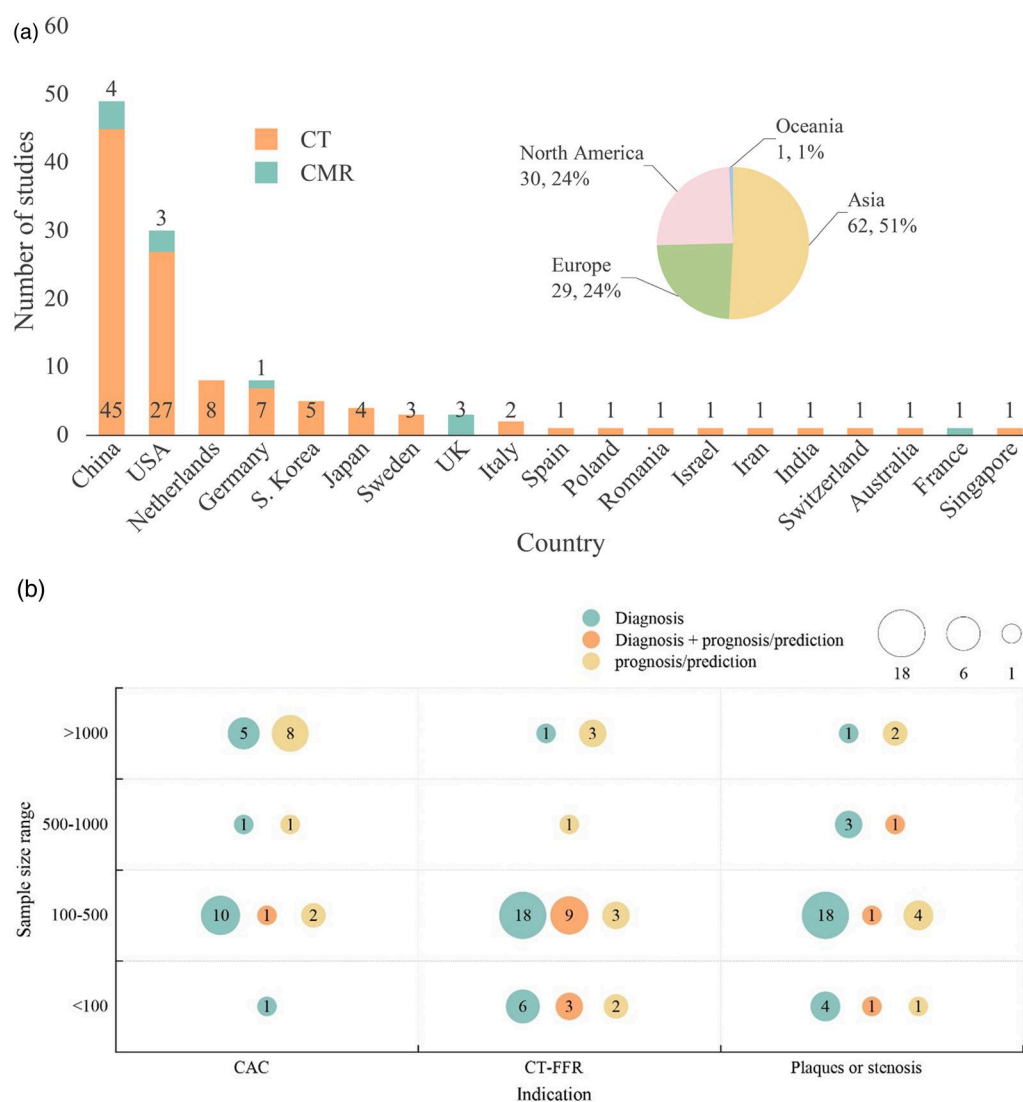 (a)
60
50
40
30
20
10
0
Number of studies
CT
CMR
4
3
1
45
27
8
7
5
4
3
3
2
1
1
1
1
1
1
1
1
1
1
China
USA
Netherlands
Germany
S. Korea
Japan
Sweden
UK
Italy
Spain
Poland
Romania
Israel
Iran
India
Switzerland
Australia
France
Singapore
Country
Oceania
1, 1%
North America
30, 24%
Asia
62, 51%
Europe
29, 24%
(b)
Diagnosis
Diagnosis + prognosis/prediction
prognosis/prediction
18 6 1
Sample size range
>1000 5 8 1 3 1 2
500-1000 1 1 1 3 1
100-500 10 1 2 18 9 3 18 1 4
<100 1 6 3 2 4 1 1
CAC CT-FFR Plaques or stenosis
Indication